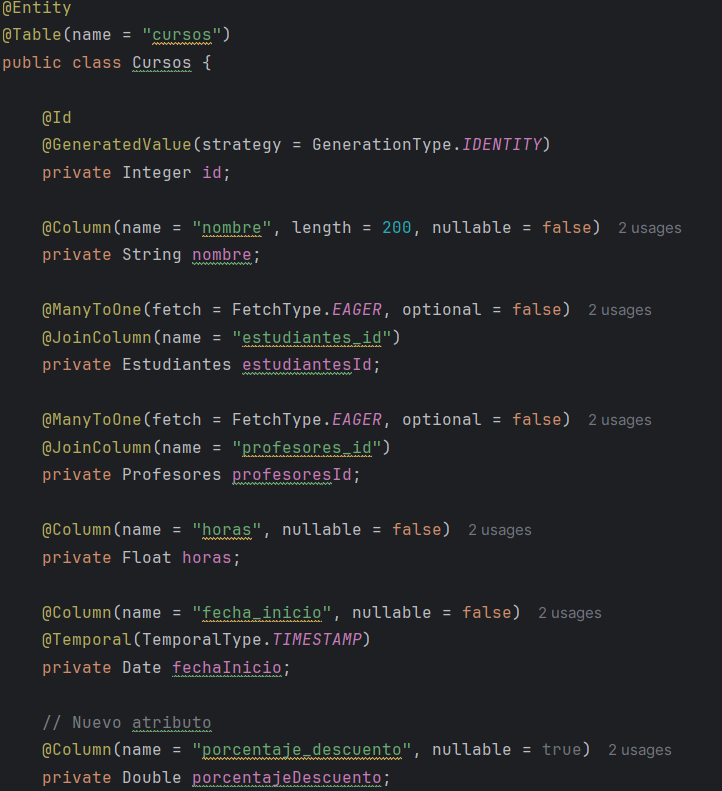 @Entity
@Table(name = "cursos")
public class Cursos {
@Id
@GeneratedValue(strategy = GenerationType.IDENTITY)
private Integer id;
@Column(name = "nombre", length = 200, nullable = false) 2 usages
private String nombre;
@ManyToOne(fetch = FetchType.EAGER, optional = false) 2 usages
@JoinColumn(name = "estudiantes_id")
private Estudiantes estudiantesId;
@ManyToOne(fetch = FetchType.EAGER, optional = false) 2 usages
@JoinColumn(name = "profesores_id")
private Profesores profesoresId;
@Column(name = "horas", nullable = false) 2 usages
private Float horas;
@Column(name = "fecha_inicio", nullable = false) 2 usages
@Temporal(TemporalType.TIMESTAMP)
private Date fechaInicio;
// Nuevo atributo
@Column(name = "porcentaje_descuento", nullable = true) 2 usages
private Double porcentajeDescuento;